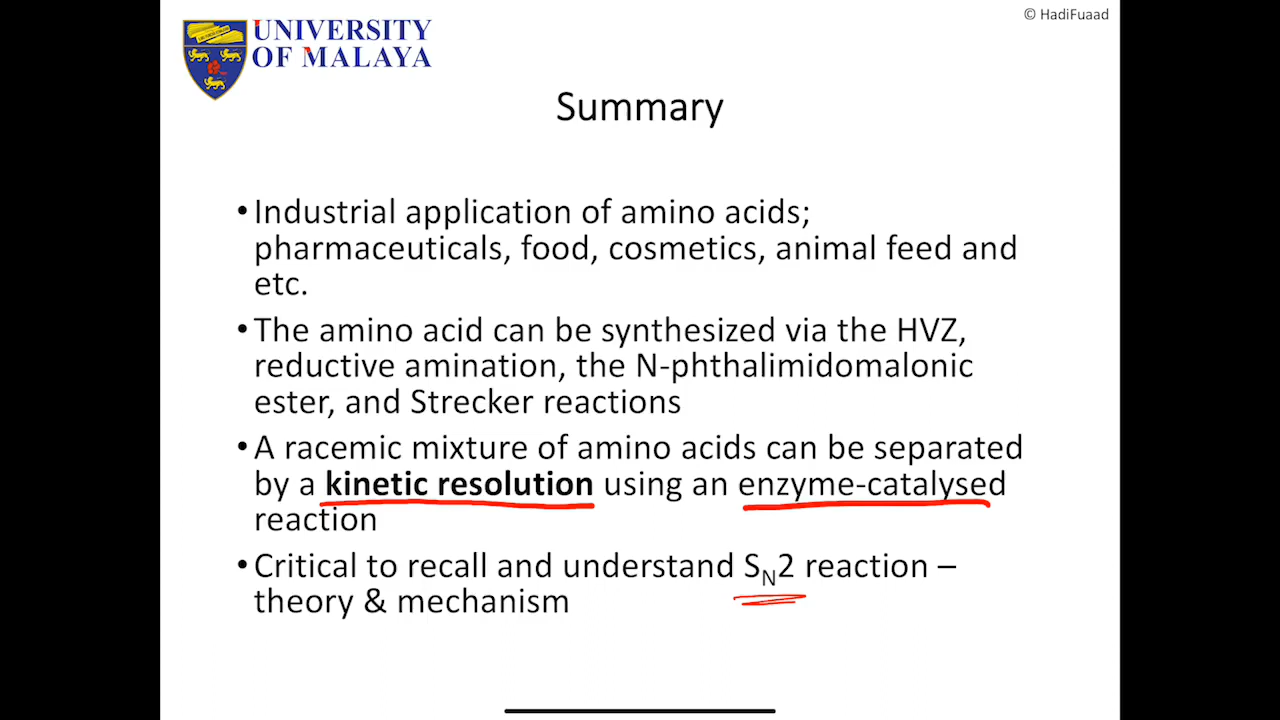 © HadiFuaad
UNIVERSITY
OF MALAYA
Summary
• Industrial application of amino acids;
pharmaceuticals, food, cosmetics, animal feed and
etc.
• The amino acid can be synthesized via the HVZ,
reductive amination, the N-phthalimidomalonic
ester, and Strecker reactions
• A racemic mixture of amino acids can be separated
by a kinetic resolution using an enzyme-catalysed
reaction
• Critical to recall and understand SN2 reaction –
theory & mechanism